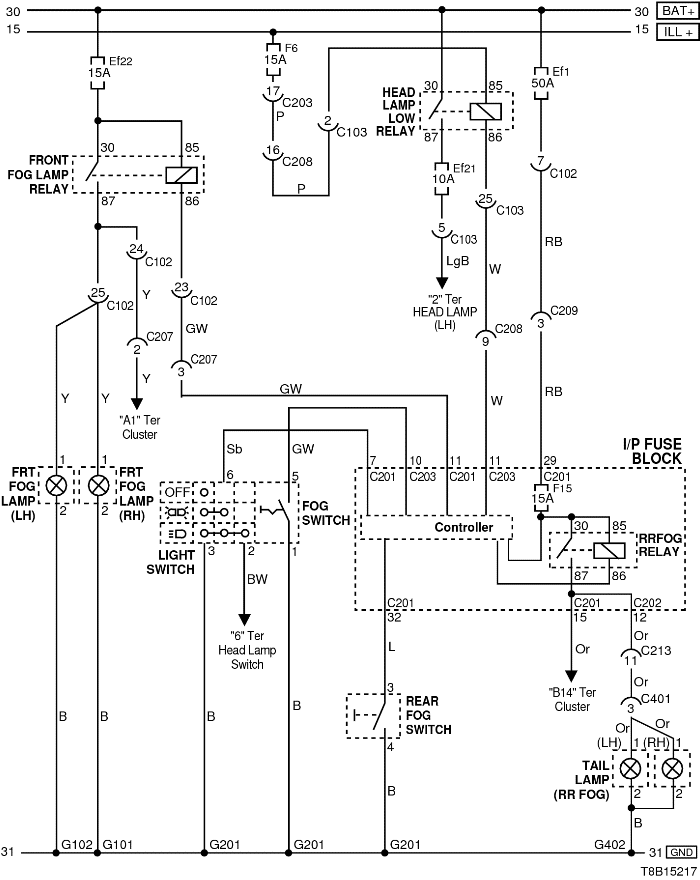 30 30 BAT+
15 15 ILL +
Ef22
15A
F6
15A
17 C203
P
16 C208
P
2 C103
HEAD
LAMP
LOW
RELAY
30 85
87 86
Ef1
50A
Ef21
10A
7 C102
25 C103
5 C103
LgB
W
RB
"2" Ter
HEAD LAMP
(LH)
C209
3
C208
9
W
RB
30 85
FRONT
FOG LAMP
RELAY
87 86
24
C102
25
C102
23
C102
Y
GW
C207
2
C207
3
Y
Y Y
"A1" Ter
Cluster
GW
Sb GW
I/P FUSE
BLOCK
7 10 11 11 29
C201 C203 C201 C203 C201
F15
15A
Controller
30 85
RRFOG
RELAY
87 86
FRT
FOG
LAMP
(LH)
1 1
2 2
FRT
FOG
LAMP
(RH)
6 5
OFF
FOG
SWITCH
LIGHT
SWITCH
3 2 1
BW
"6" Ter
Head Lamp
Switch
C201
32
C201
15
C202
12
L
Or Or
C213
11
Or
C401
3
"B14" Ter
Cluster
3
REAR
FOG
SWITCH
4
Or Or
(LH) 1 (RH) 1
TAIL
LAMP
(RR FOG)
2 2
B B B B B B
31 G102 G101 G201 G201 G201 G402 31 GND
T8B15217